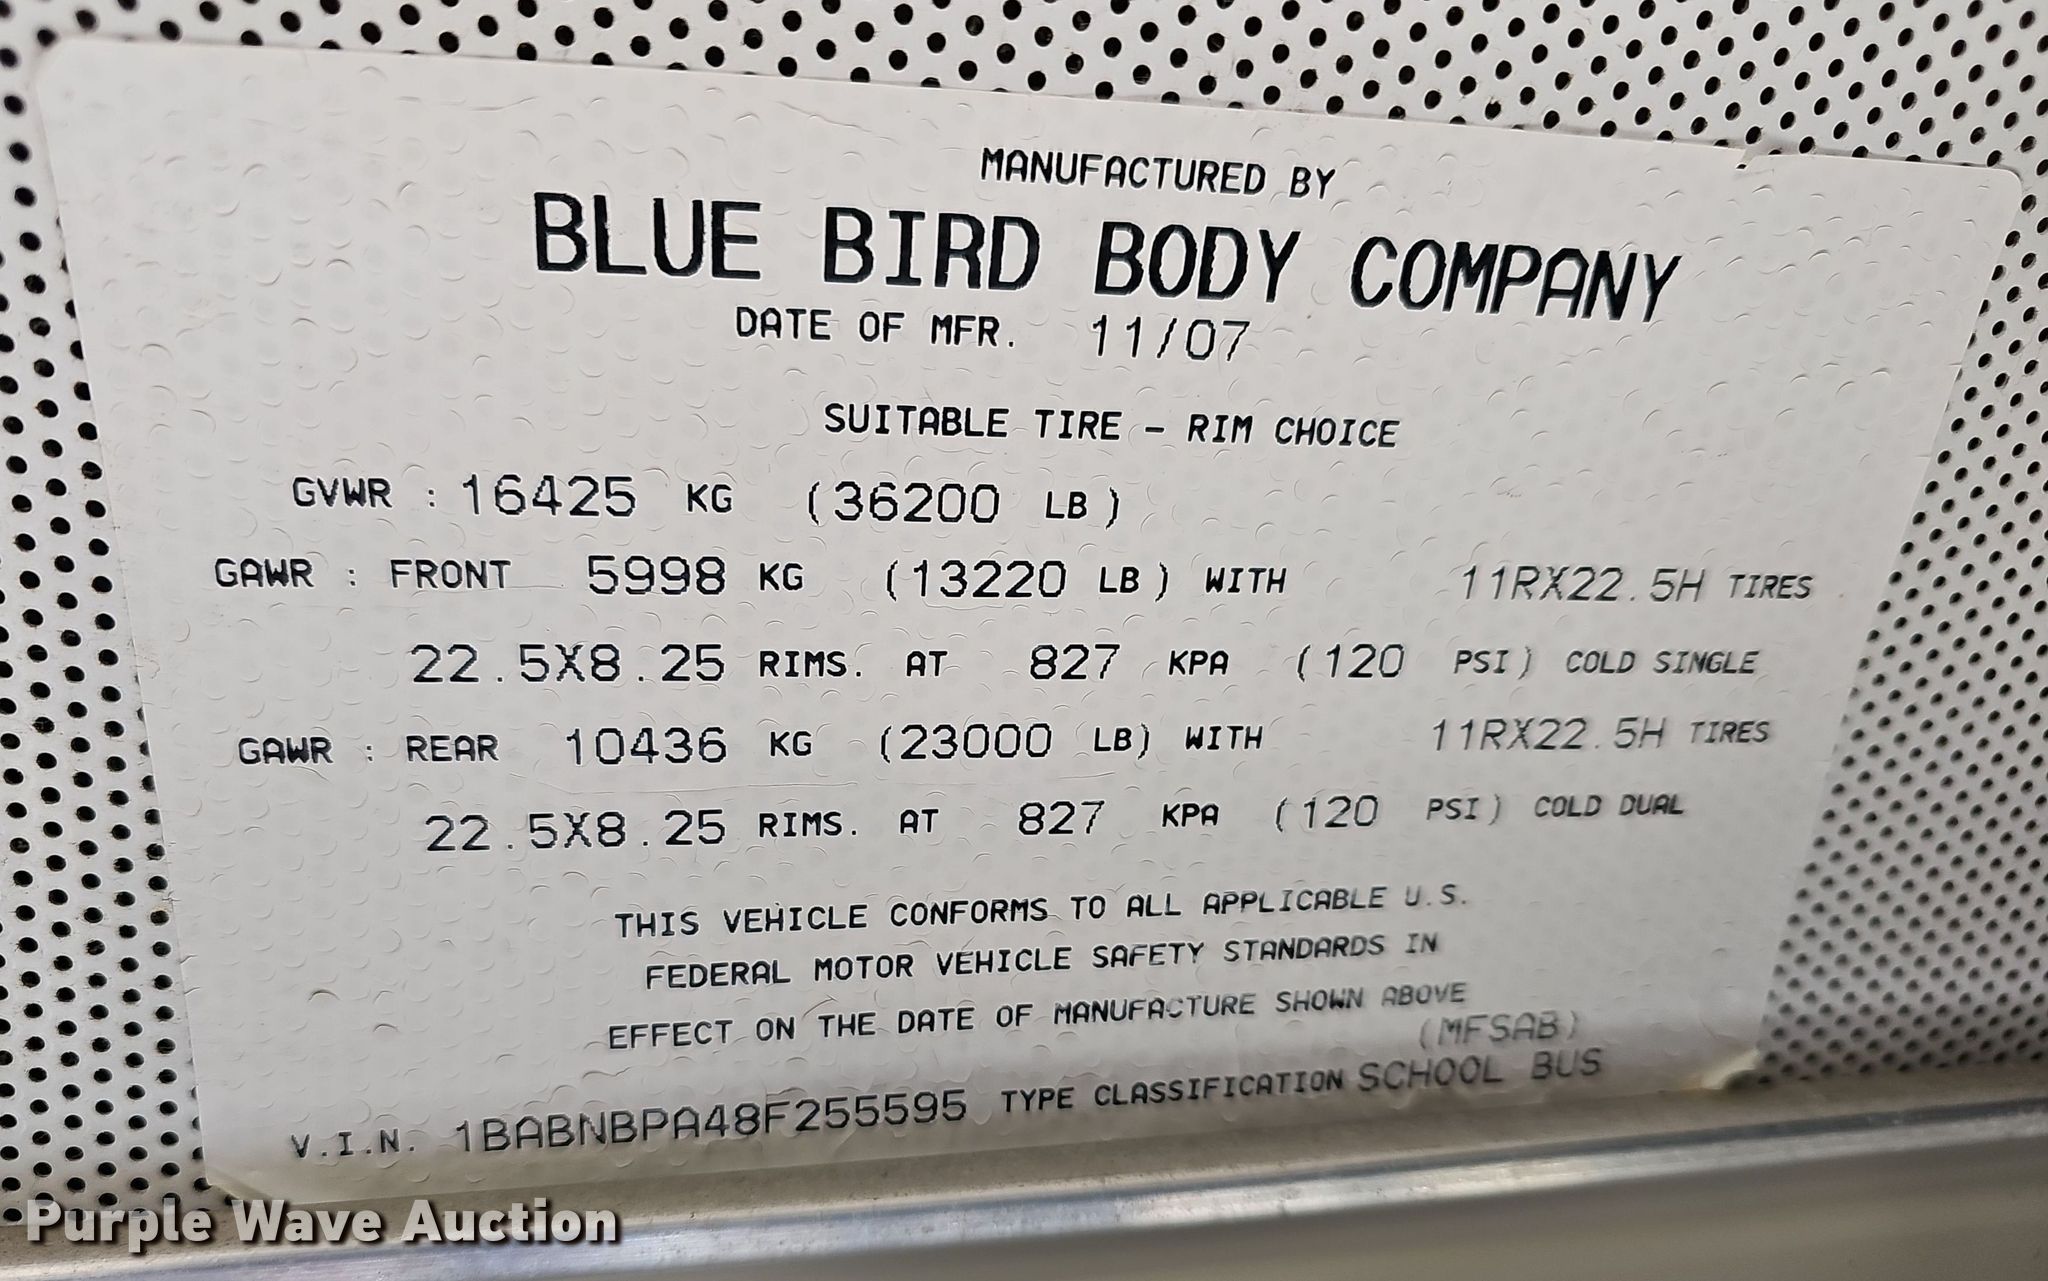 MANUFACTURED BY
BLUE BIRD BODY COMPANY
DATE OF MFR. 11/07
SUITABLE TIRE - RIM CHOICE
GVWR : 16425 KG (36200 LB)
GAWR : FRONT 5998 KG (13220 LB) WITH 11RX22.5H TIRES
22.5X8.25 RIMS. AT 827 KPA (120 PSI) COLD SINGLE
GAWR : REAR 10436 KG (23000 LB) WITH 11RX22.5H TIRES
22.5X8.25 RIMS. AT 827 KPA (120 PSI) COLD DUAL
THIS VEHICLE CONFORMS TO ALL APPLICABLE U.S.
FEDERAL MOTOR VEHICLE SAFETY STANDARDS IN
EFFECT ON THE DATE OF MANUFACTURE SHOWN ABOVE
(MFSAB)
V.I.N. 1BABNBPA48F255595 TYPE CLASSIFICATION SCHOOL BUS
Purple Wave Auction